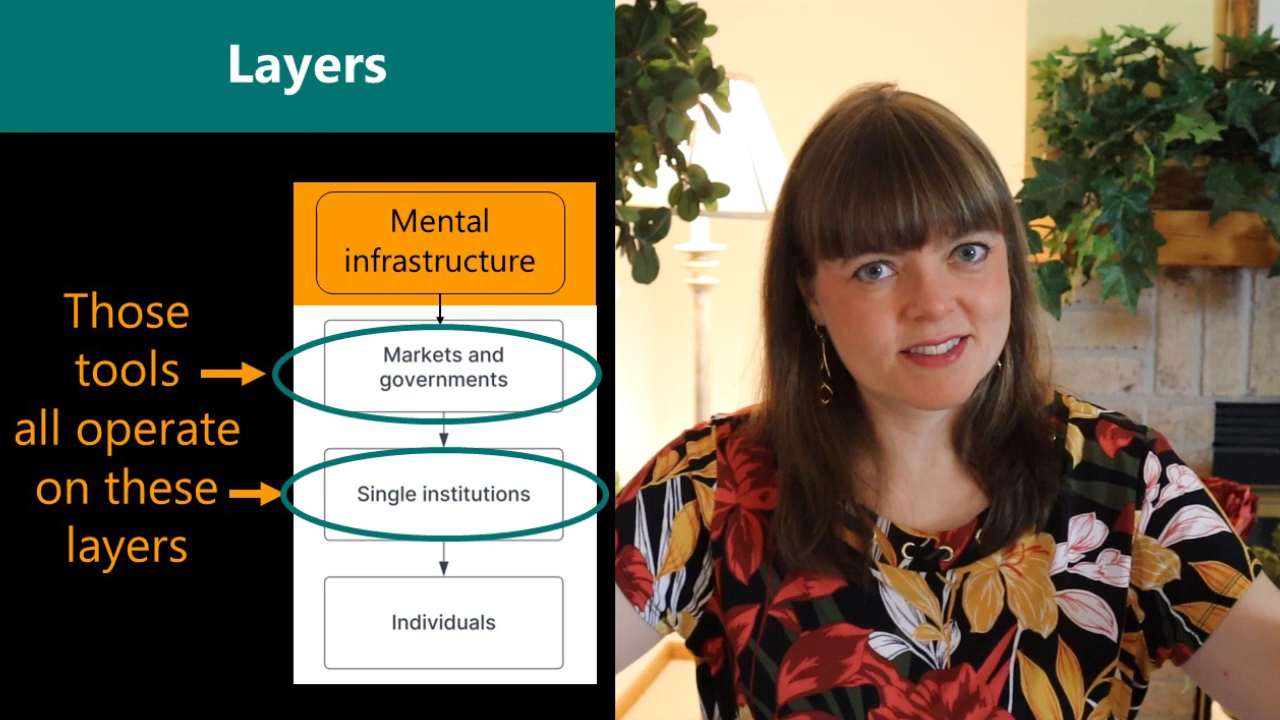 Layers
Mental
infrastructure
Those
tools
all operate
on these
layers
Markets and
governments
Single institutions
Individuals